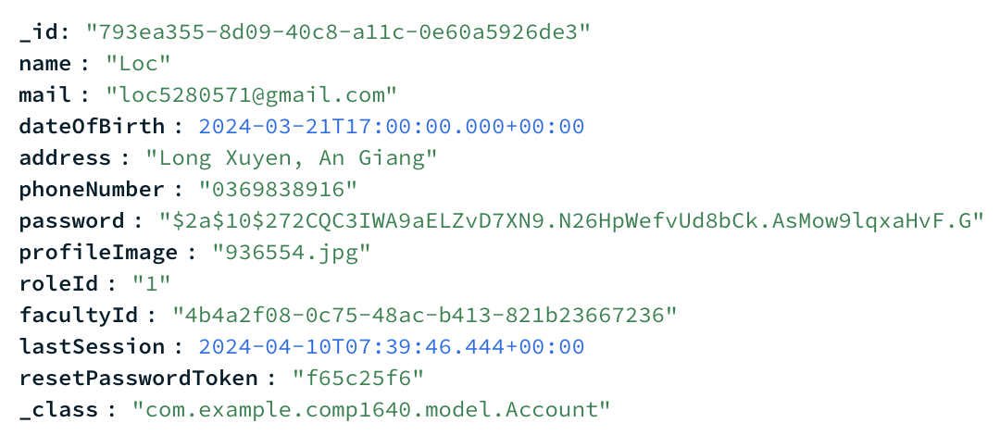 _id: "793ea355-8d09-40c8-a11c-0e60a5926de3"
name : "Loc"
mail : "loc5280571@gmail.com"
dateOfBirth : 2024-03-21T17:00:00.000+00:00
address : "Long Xuyen, An Giang"
phoneNumber : "0369838916"
password : "$2a$10$272CQC3IWA9aELZvD7XN9.N26HpWefvUd8bCk.AsMow9lqxaHvF.G"
profileImage : "936554.jpg"
roleId : "1"
facultyId : "4b4a2f08-0c75-48ac-b413-821b23667236"
lastSession : 2024-04-10T07:39:46.444+00:00
resetPasswordToken : "f65c25f6"
_class : "com.example.comp1640.model.Account"